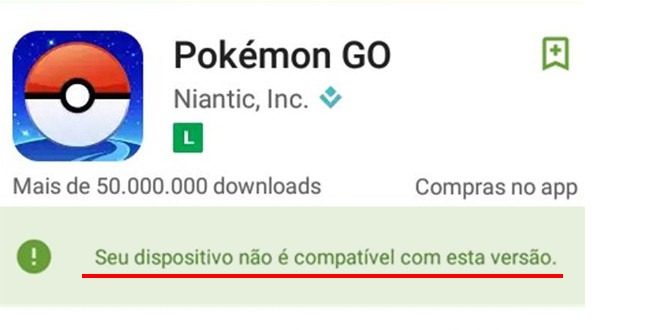 Pokémon GO
Niantic, Inc.
L
Mais de 50.000.000 downloads
Compras no app
Seu dispositivo não é compatível com esta versão.